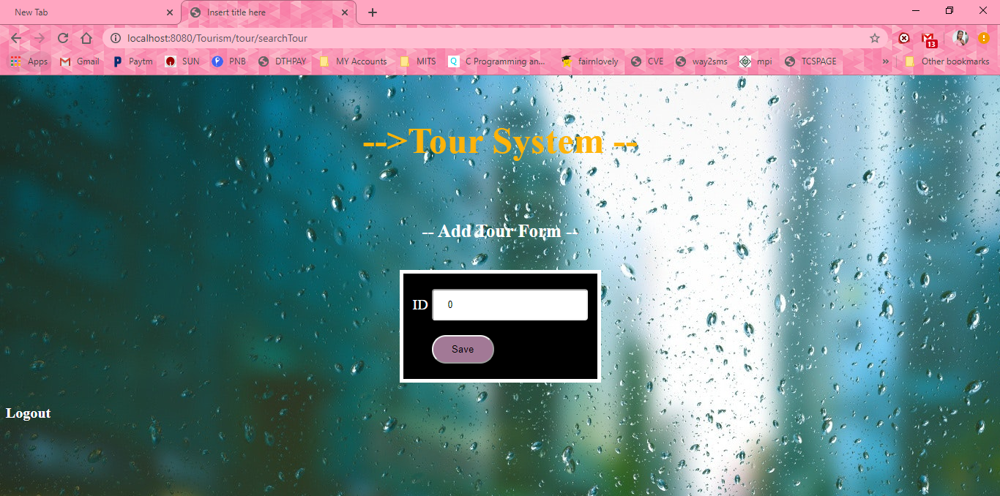 New Tab
Insert title here
localhost:8080/Tourism/tour/searchTour
13
Apps Gmail Paytm SUN PNB DTHPAY MY Accounts MITS C Programming an... fairnlovely CVE way2sms mpi TCSPAGE » Other bookmarks
-->Tour System --
-- Add Tour Form --
ID 0
Save
Logout